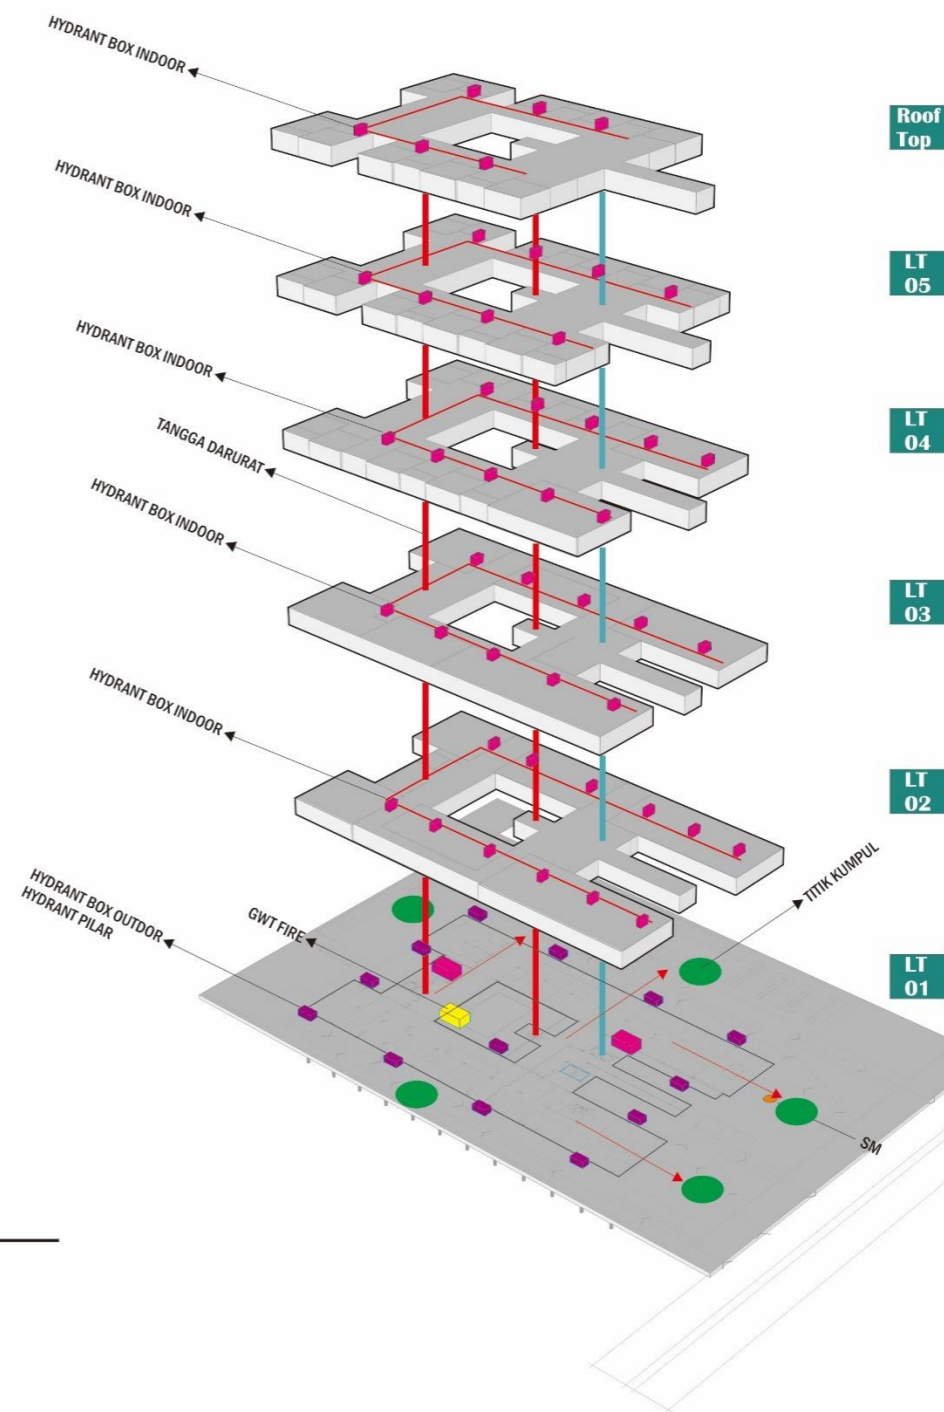 HYDRANT BOX INDOOR
Roof
Top
HYDRANT BOX INDOOR
LT
05
HYDRANT BOX INDOOR
LT
04
TANGGA DARURAT
HYDRANT BOX INDOOR
LT
03
HYDRANT BOX INDOOR
LT
02
TITIK KUMPUL
HYDRANT BOX OUTDOR
HYDRANT PILAR
GWT FIRE
LT
01
SM